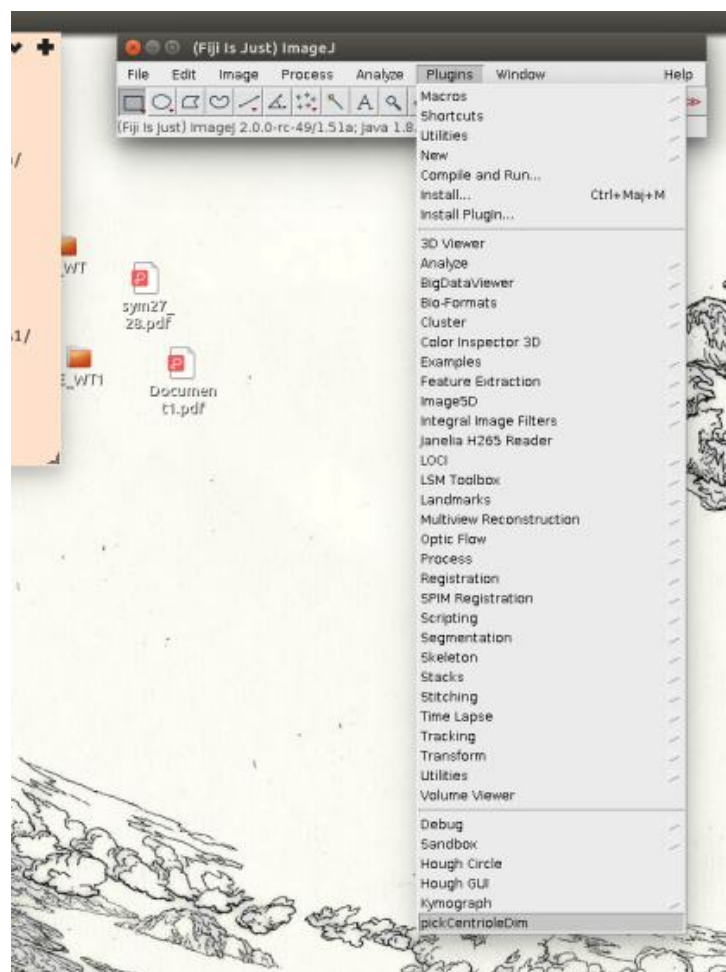 (Fiji Is Just) ImageJ
File Edit Image Process Analyze Plugins Window Help
(Fiji Is Just) ImageJ 2.0.0-rc-49/1.51a; Java 1.8.
Macros
Shortcuts
Utilities
New
Compile and Run...
Install... Ctrl+Maj+M
Install Plugin...
3D Viewer
Analyze
BigDataViewer
Bio-Formats
Cluster
Color Inspector 3D
Examples
Feature Extraction
Image5D
Integral Image Filters
Janelia H265 Reader
LOCI
LSM Toolbox
Landmarks
Multiview Reconstruction
Optic Flow
Process
Registration
SPIM Registration
Scripting
Segmentation
Skeleton
Stacks
Stitching
Time Lapse
Tracking
Transform
Utilities
Volume Viewer
Debug
Sandbox
Hough Circle
Hough GUI
Kymograph
pickCentrioleDim
/
_WT
sym27_
28.pdf
1/
E_WT1
Documen
t1.pdf